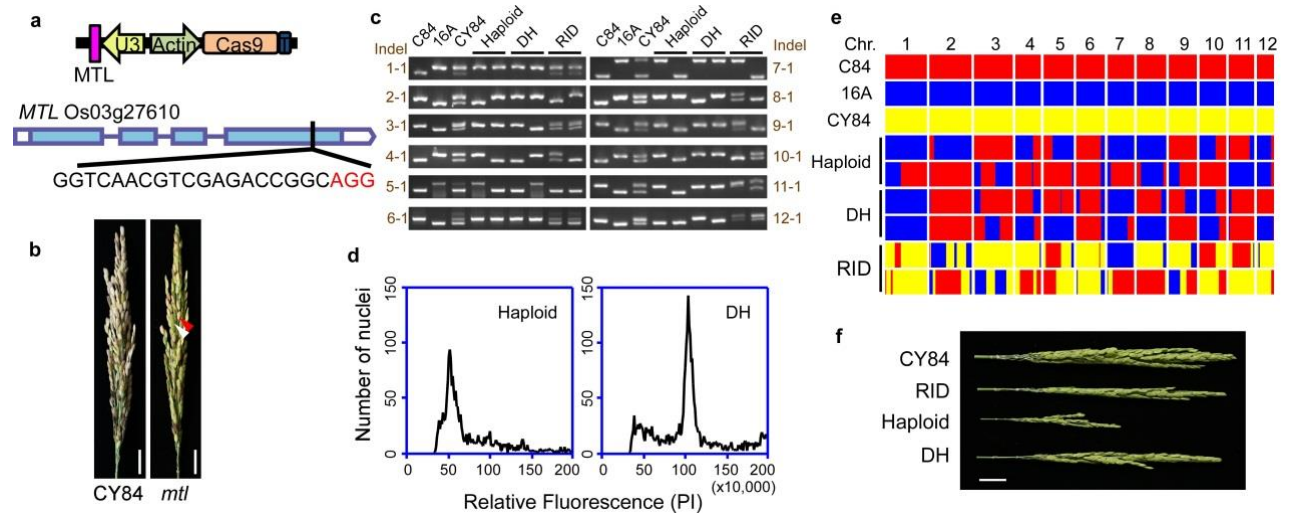 a
U3 Actin Cas9
MTL
MTL Os03g27610
GGTCAACGTCGAGACCGGCAGG
b
CY84 mtl
c
C84 16A CY84 Haploid DH RID C84 16A CY84 Haploid DH RID
Indel Indel
1-1 7-1
2-1 8-1
3-1 9-1
4-1 10-1
5-1 11-1
6-1 12-1
d
Number of nuclei
150 150
Haploid DH
100 100
50 50
0 0
0 50 100 150 200 0 50 100 150 200
(x10,000)
Relative Fluorescence (PI)
e
Chr. 1 2 3 4 5 6 7 8 9 10 11 12
C84
16A
CY84
Haploid
DH
RID
f
CY84
RID
Haploid
DH